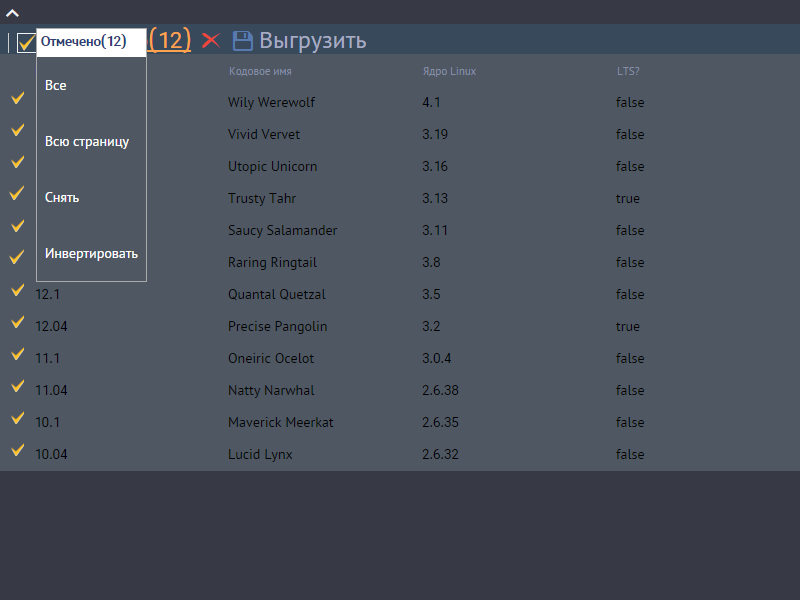 Отмечено(12) (12) Выгрузить
Все
Всю страницу
Снять
Инвертировать
Кодовое имя Ядро Linux LTS?
Wily Werewolf 4.1 false
Vivid Vervet 3.19 false
Utopic Unicorn 3.16 false
Trusty Tahr 3.13 true
Saucy Salamander 3.11 false
Raring Ringtail 3.8 false
12.1 Quantal Quetzal 3.5 false
12.04 Precise Pangolin 3.2 true
11.1 Oneiric Ocelot 3.0.4 false
11.04 Natty Narwhal 2.6.38 false
10.1 Maverick Meerkat 2.6.35 false
10.04 Lucid Lynx 2.6.32 false